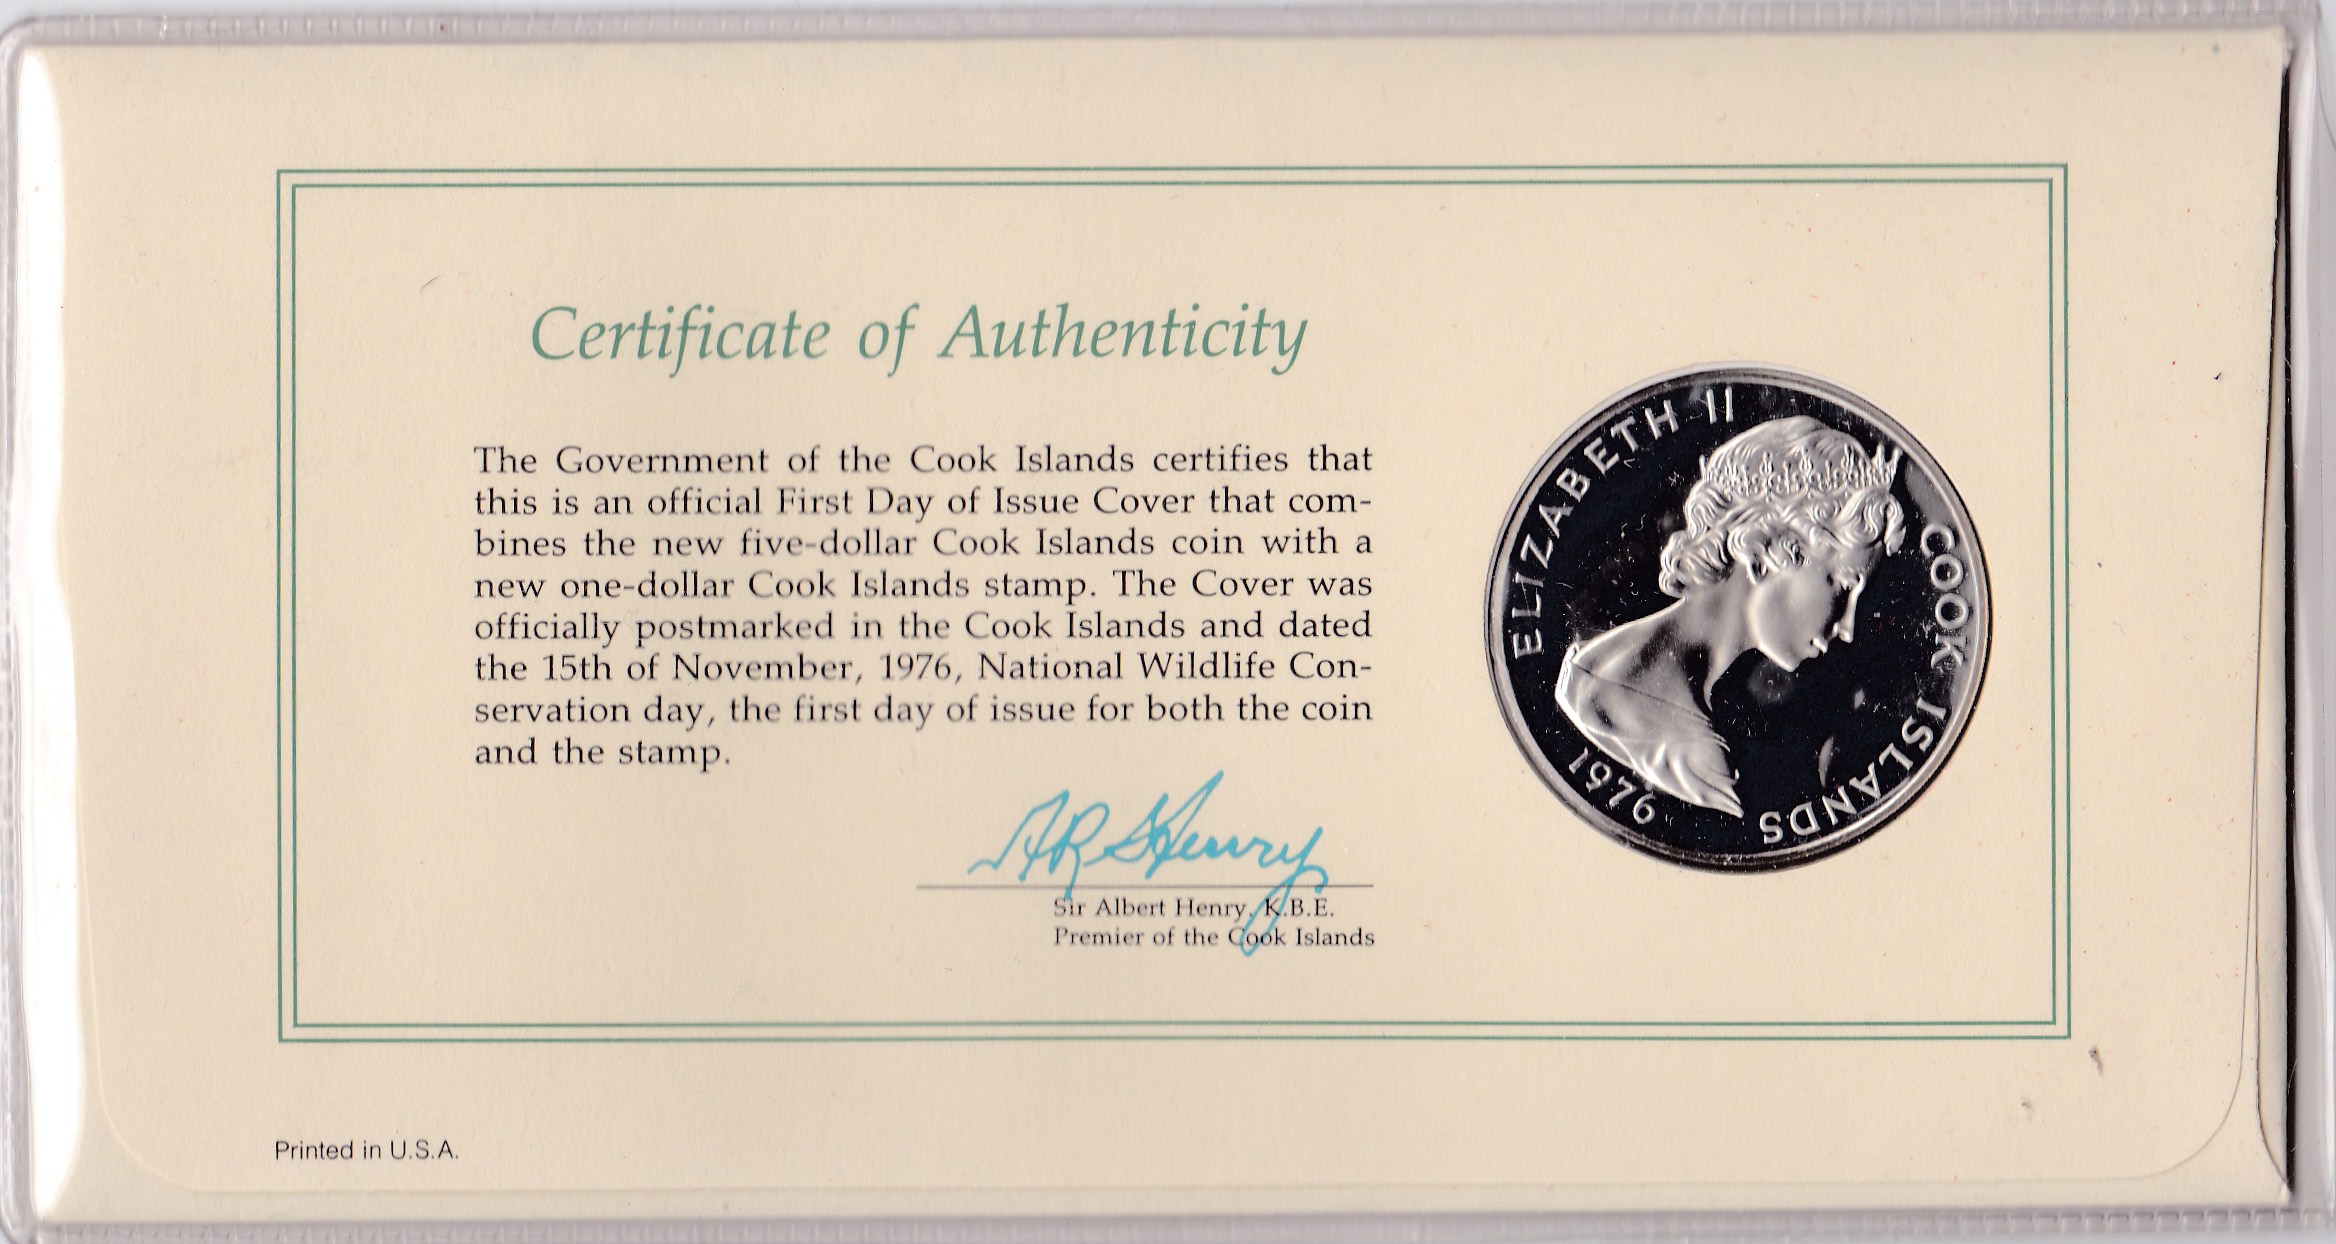 Certificate of Authenticity
The Government of the Cook Islands certifies that
this is an official First Day of Issue Cover that com-
bines the new five-dollar Cook Islands coin with a
new one-dollar Cook Islands stamp. The Cover was
officially postmarked in the Cook Islands and dated
the 15th of November, 1976, National Wildlife Con-
servation day, the first day of issue for both the coin
and the stamp.
AR Henry
Sir Albert Henry, K.B.E.
Premier of the Cook Islands
ELIZABETH II
COOK ISLANDS
1976
Printed in U.S.A.